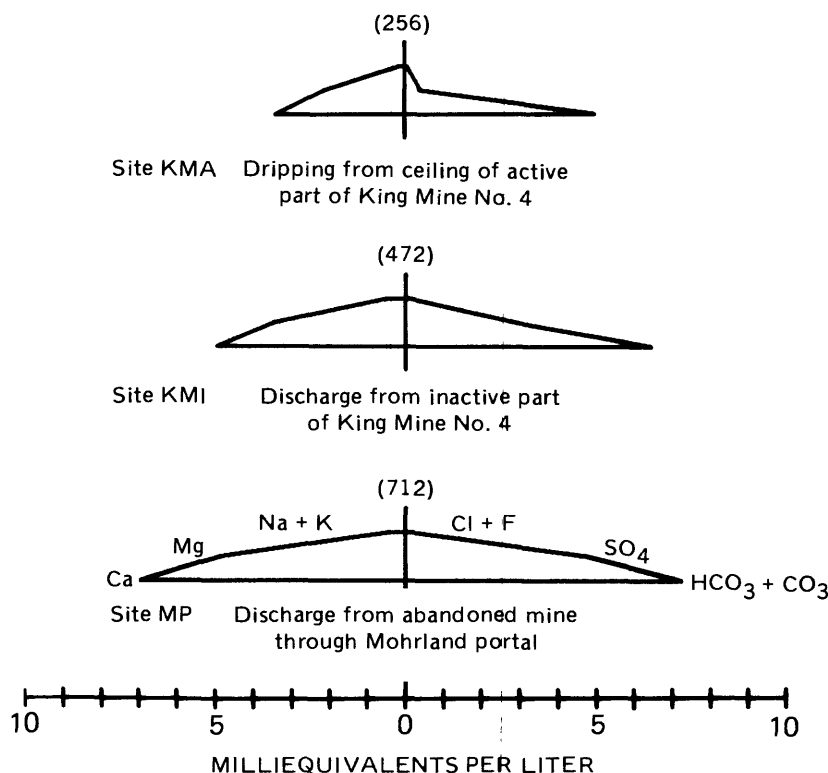 (256)
Site KMA Dripping from ceiling of active
part of King Mine No. 4
(472)
Site KMI Discharge from inactive part
of King Mine No. 4
(712)
Na + K Cl + F
Mg SO4
Ca HCO3 + CO3
Site MP Discharge from abandoned mine
through Mohrland portal
10 5 0 5 10
MILLIEQUIVALENTS PER LITER